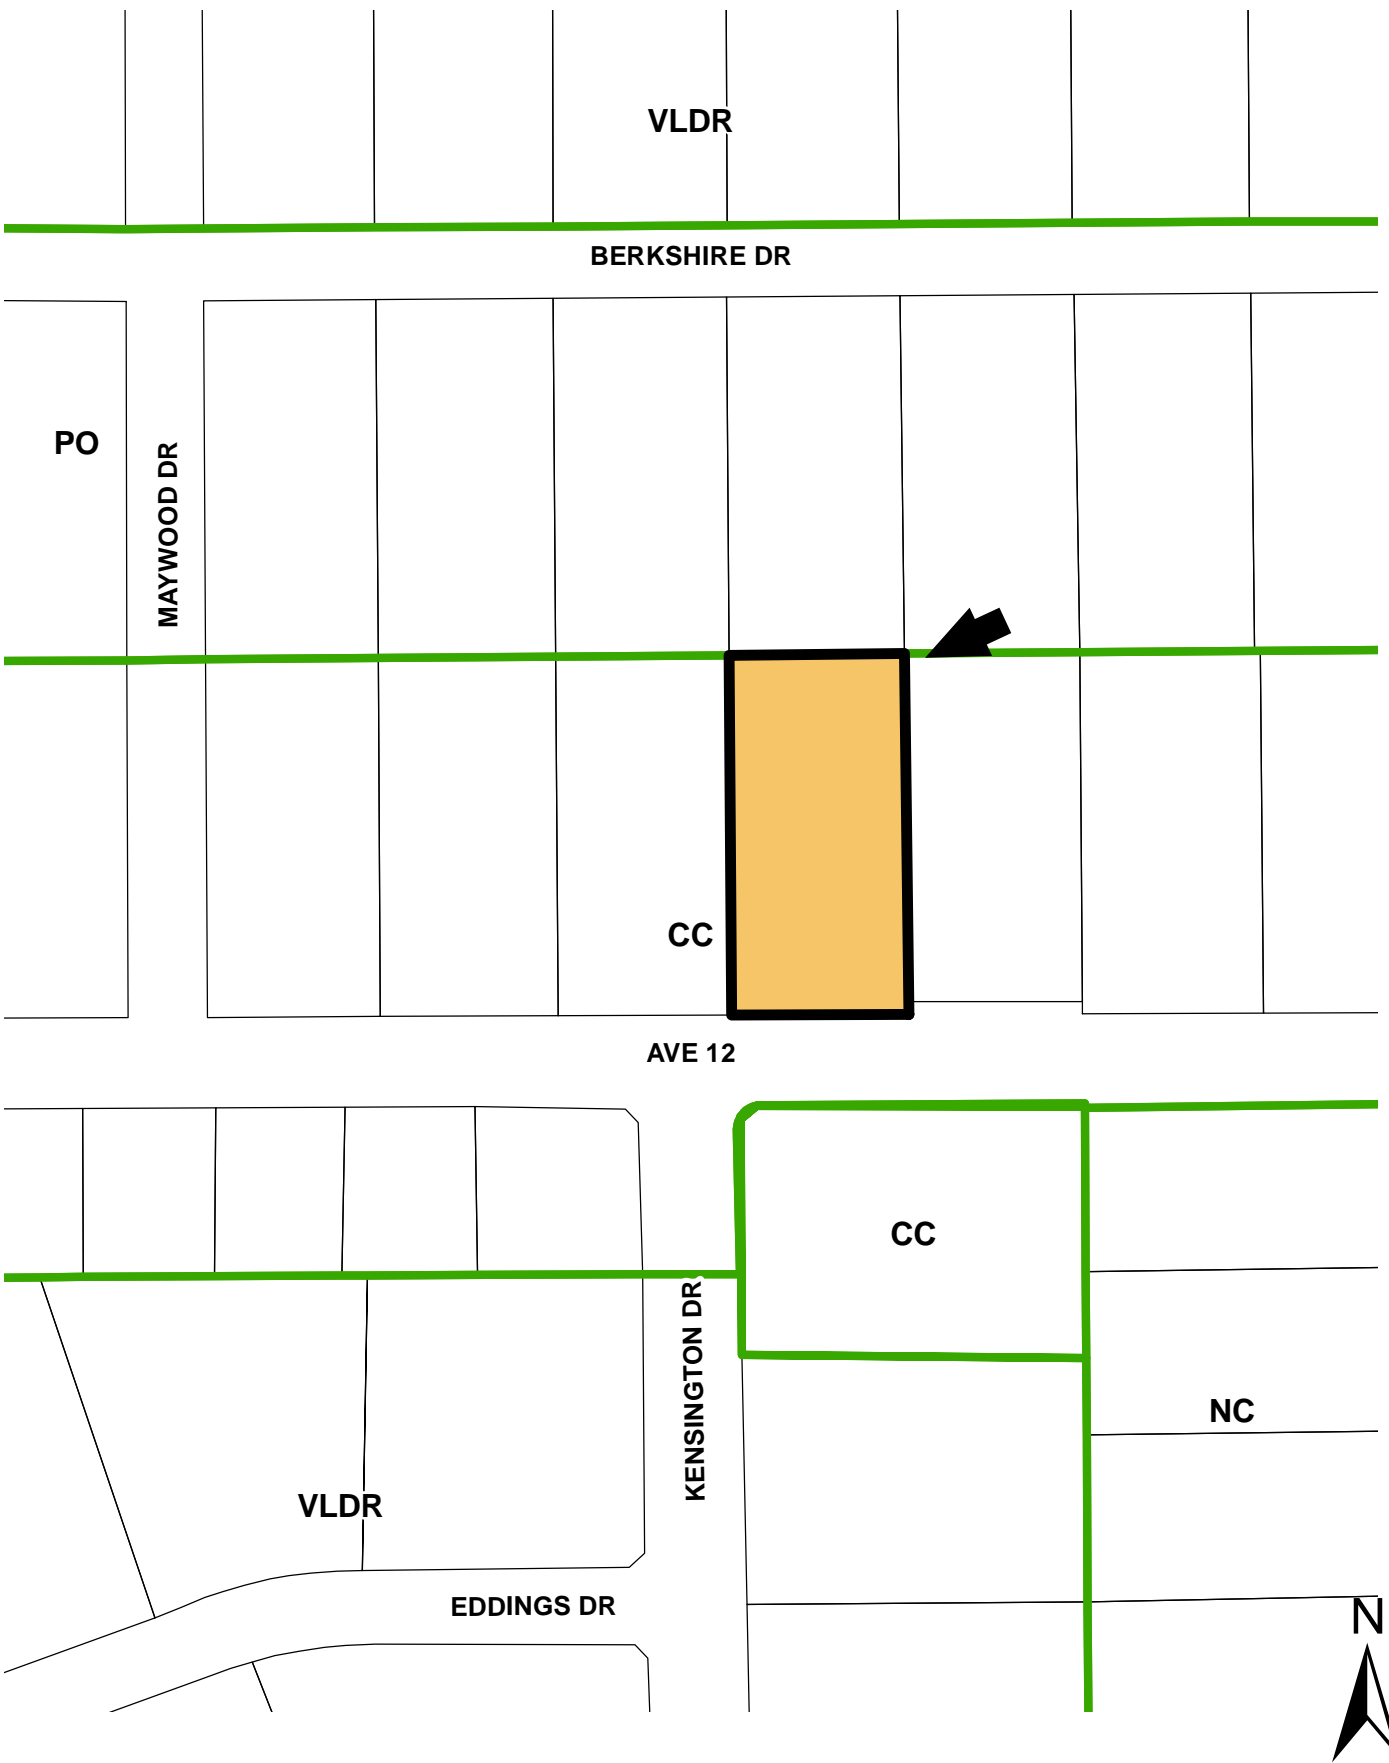 VLDR
BERKSHIRE DR
PO
MAYWOOD DR
CC
AVE 12
CC
KENSINGTON DR
NC
VLDR
EDDINGS DR
N